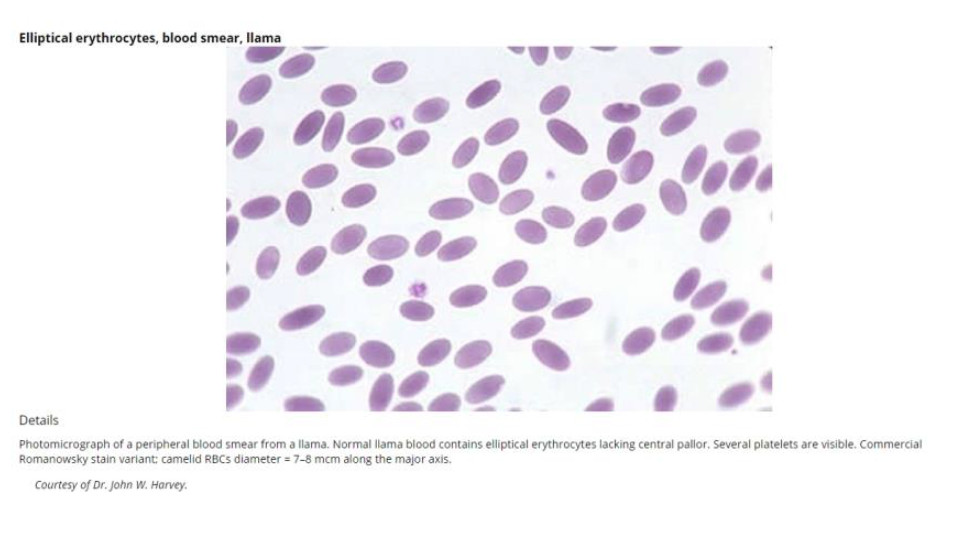 Elliptical erythrocytes, blood smear, llama
Details
Photomicrograph of a peripheral blood smear from a llama. Normal llama blood contains elliptical erythrocytes lacking central pallor. Several platelets are visible. Commercial
Romanowsky stain variant; camelid RBCs diameter = 7–8 mcm along the major axis.
Courtesy of Dr. John W. Harvey.